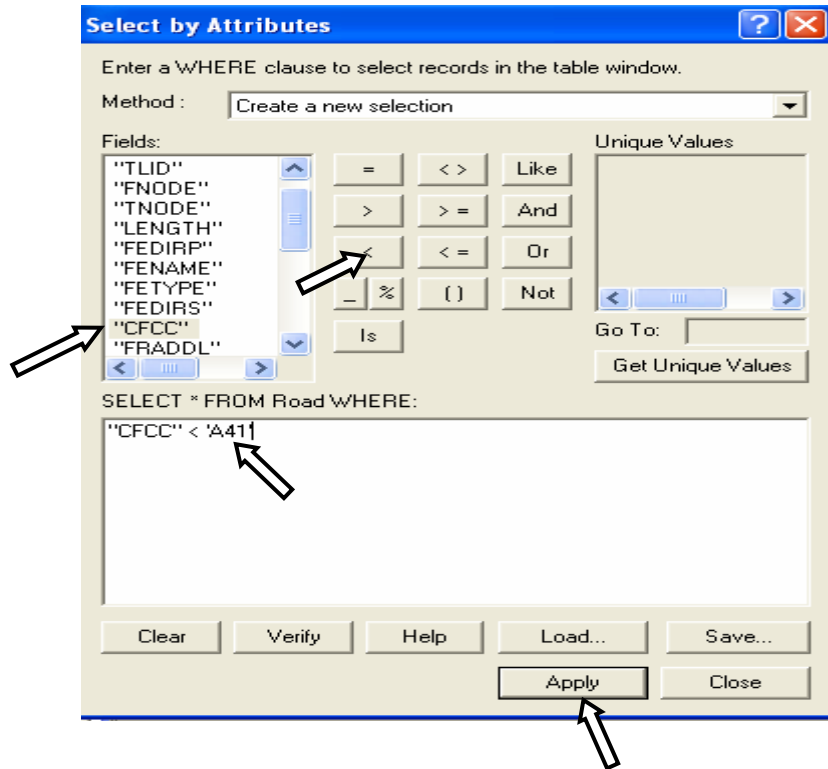 Select by Attributes
Enter a WHERE clause to select records in the table window.
Method : Create a new selection
Fields:
"TLID"
"FNODE"
"TNODE"
"LENGTH"
"FEDIRP"
"FENAME"
"FETYPE"
"FEDIRS"
"CFCC"
"FRADDL"
= < > Like
> > = And
< < = Or
_ % ( ) Not
Is
Unique Values
Go To:
Get Unique Values
SELECT * FROM Road WHERE:
"CFCC" < 'A41'
Clear Verify Help Load... Save...
Apply Close